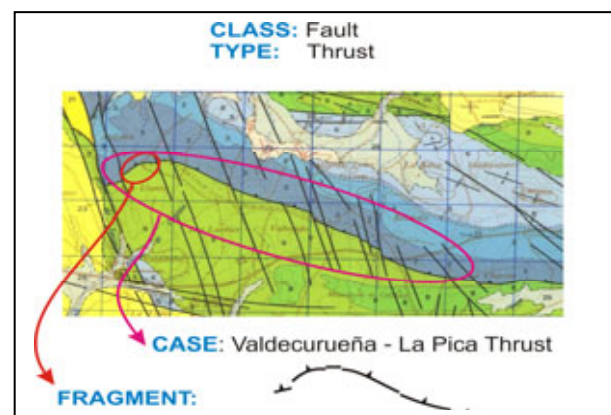 CLASS: Fault
TYPE: Thrust
CASE: Valdecurueña - La Pica Thrust
FRAGMENT: